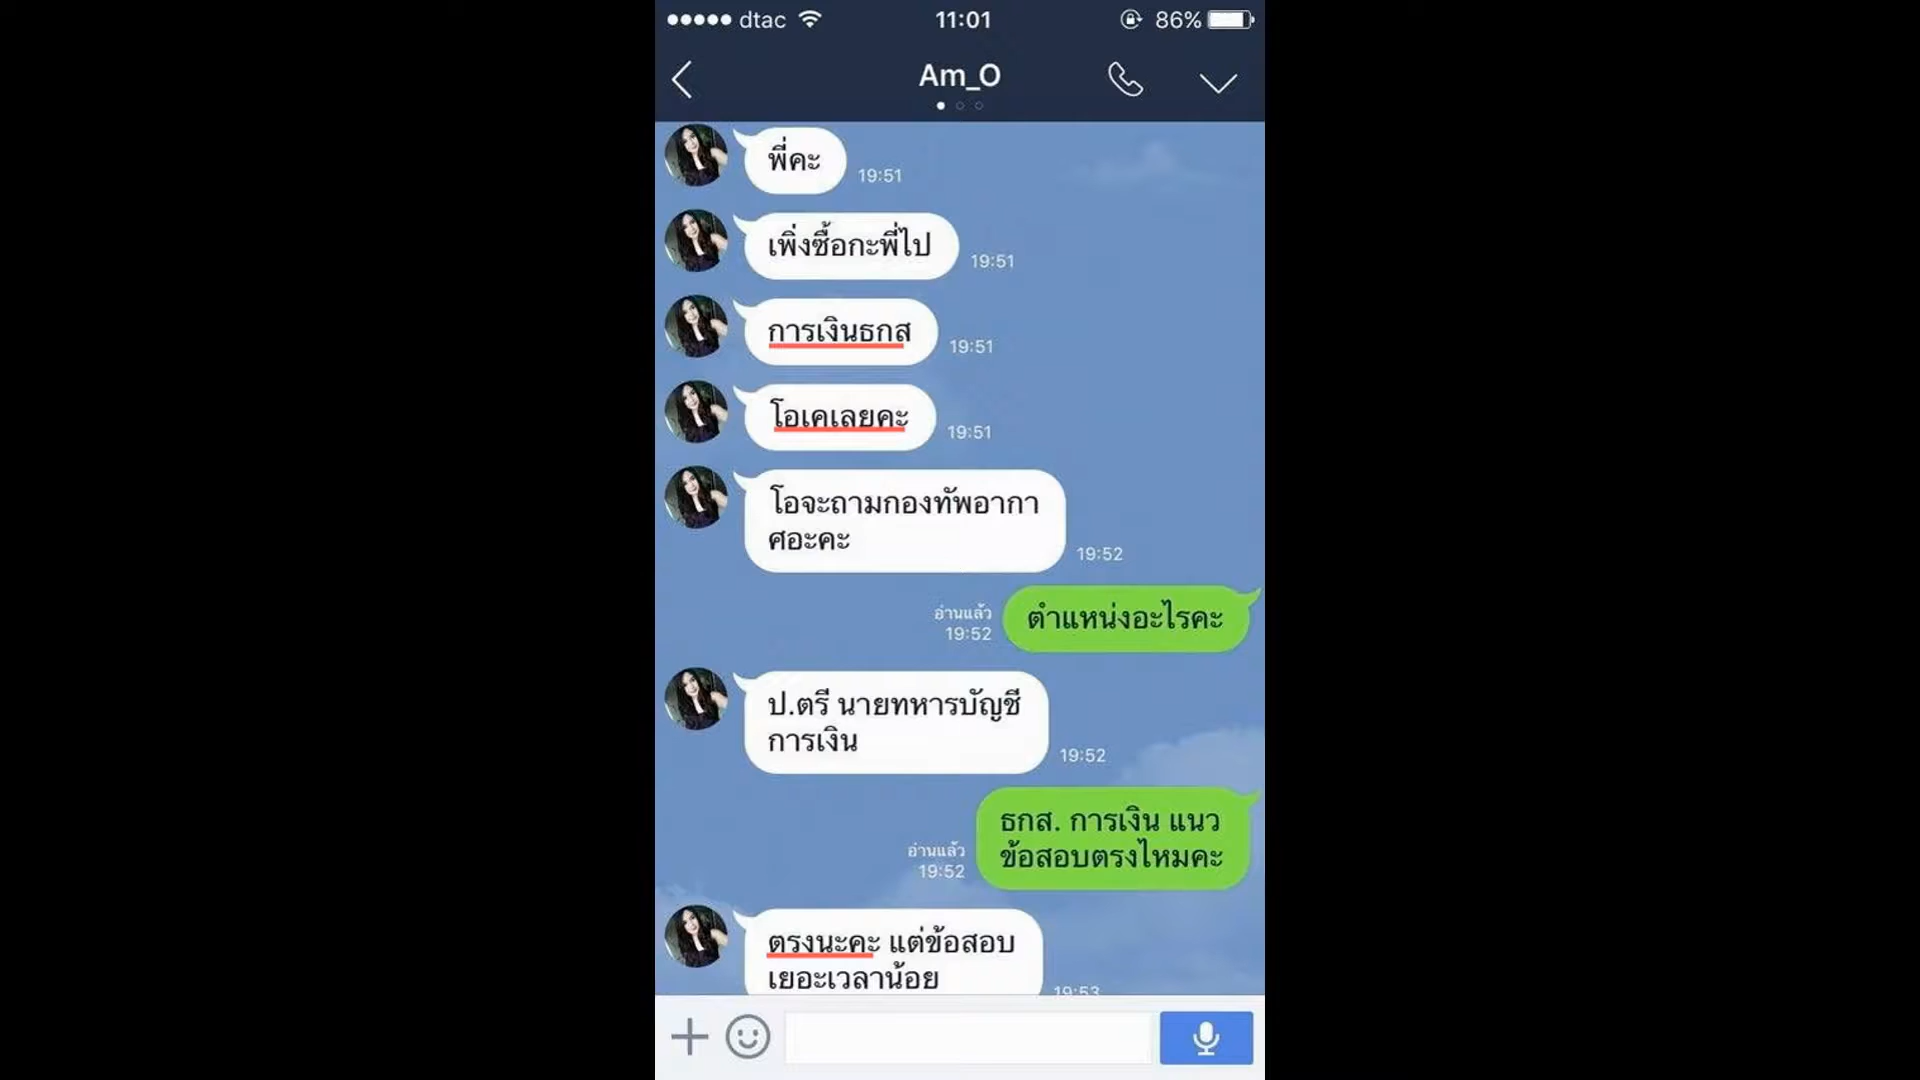 dtac 11:01 86%
Am_O
พี่คะ
19:51
เพิ่งซื้อกะพี่ไป
19:51
การเงินธกส
19:51
โอเคเลยคะ
19:51
โอจะถามกองทัพอากา
ศอะคะ
19:52
ตำแหน่งอะไรคะ
อ่านแล้ว
19:52
ป.ตรี นายทหารบัญชี
การเงิน
19:52
ธกส. การเงิน แนว
ข้อสอบตรงไหมคะ
อ่านแล้ว
19:52
ตรงนะคะ แต่ข้อสอบ
เยอะเวลาน้อย
19:53